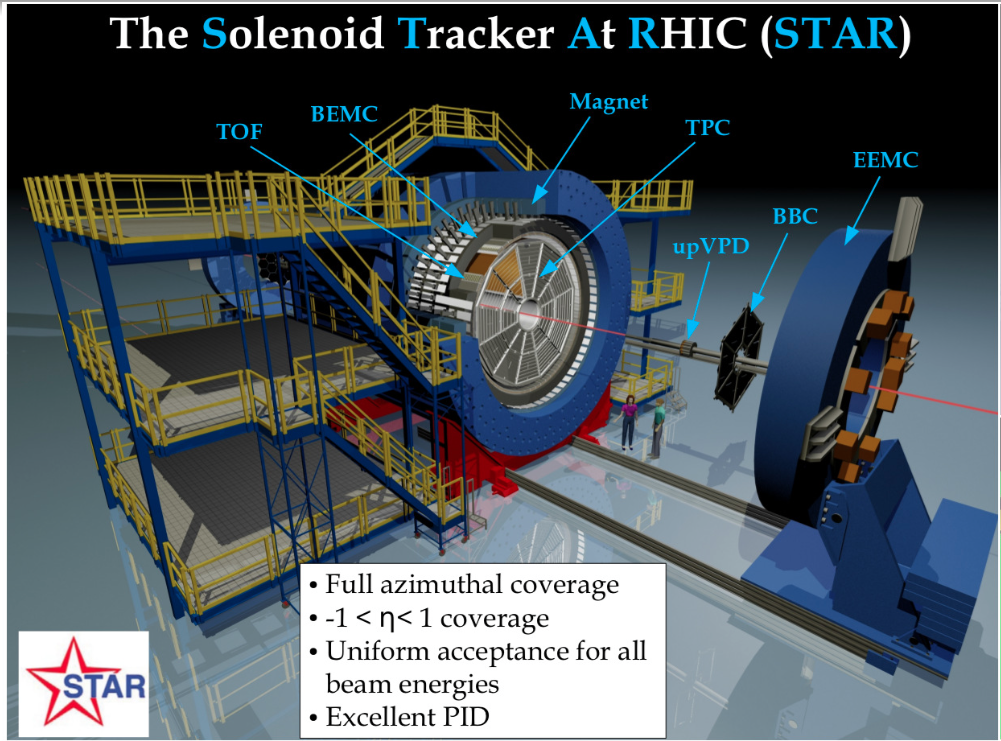 The Solenoid Tracker At RHIC (STAR)
Magnet
BEMC
TOF
TPC
EEMC
BBC
upVPD
• Full azimuthal coverage
• -1 < η< 1 coverage
• Uniform acceptance for all
beam energies
• Excellent PID
STAR